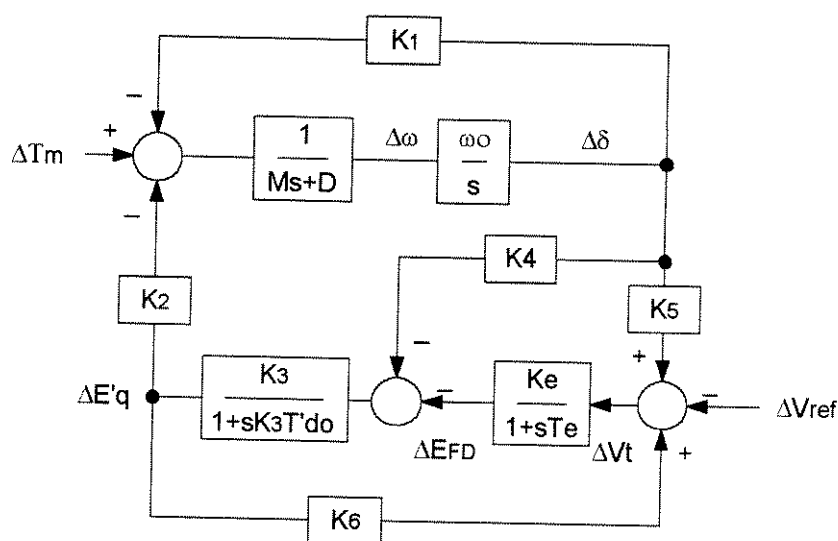 K1
−
+
ΔTm
1
Ms+D
Δω
ωo
s
Δδ
−
K4
K2
K5
−
+
ΔE'q
K3
1+sK3T'do
−
Ke
1+sTe
−
ΔVref
ΔEFD
ΔVt
+
K6